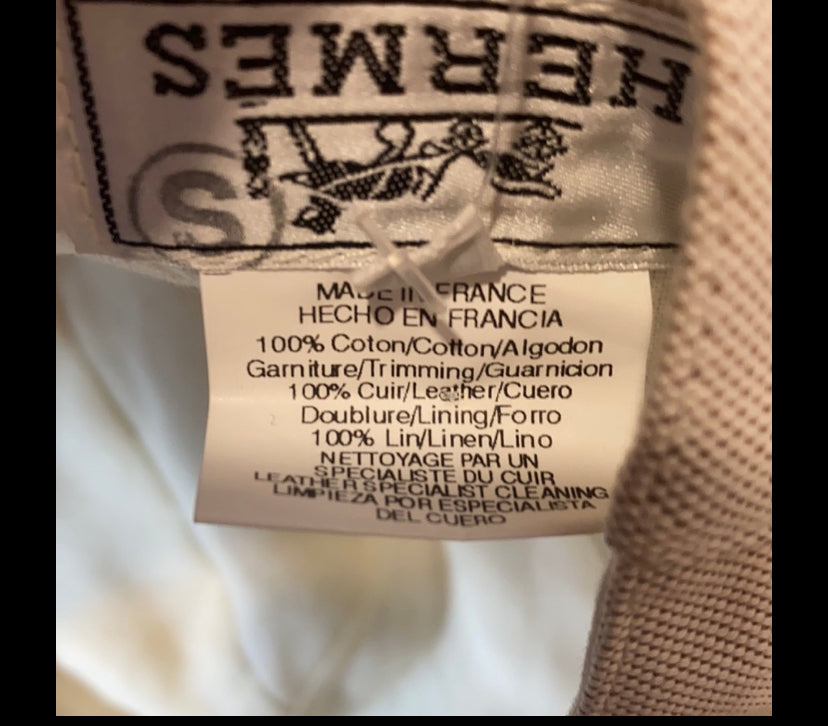 HERMES
S
MADE IN FRANCE
HECHO EN FRANCIA
100% Coton/Cotton/Algodon
Garniture/Trimming/Guarnicion
100% Cuir/Leather/Cuero
Doublure/Lining/Forro
100% Lin/Linen/Lino
NETTOYAGE PAR UN
SPECIALISTE DU CUIR
LEATHER SPECIALIST CLEANING
LIMPIEZA POR ESPECIALISTA
DEL CUERO